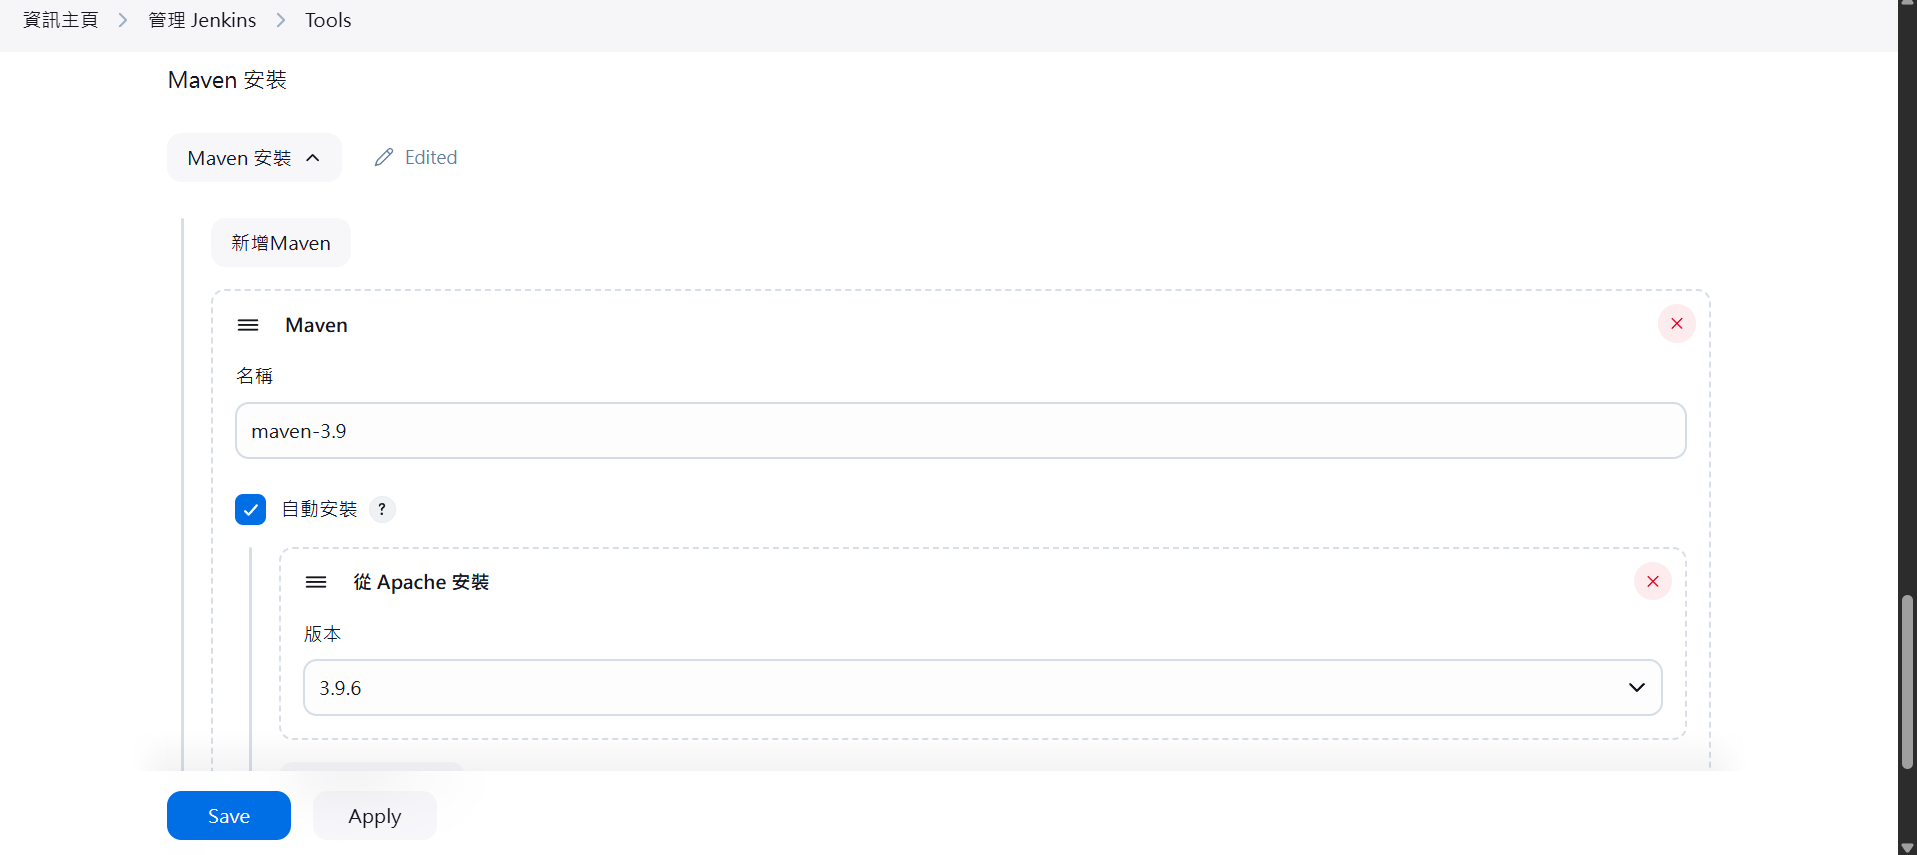 資訊主頁 管理 Jenkins Tools
Maven 安裝
Maven 安裝 Edited
新增Maven
Maven
名稱
maven-3.9
自動安裝 ?
從 Apache 安裝
版本
3.9.6
Save Apply